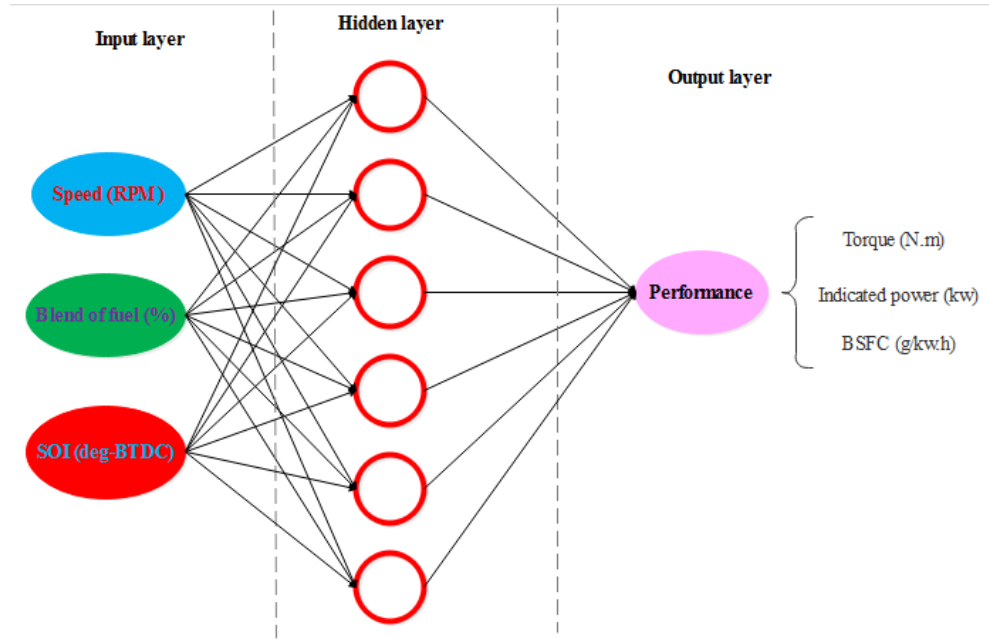 Input layer
Hidden layer
Output layer
Speed (RPM)
Blend of fuel (%)
SOI (deg-BTDC)
Performance
Torque (N.m)
Indicated power (kw)
BSFC (g/kw.h)